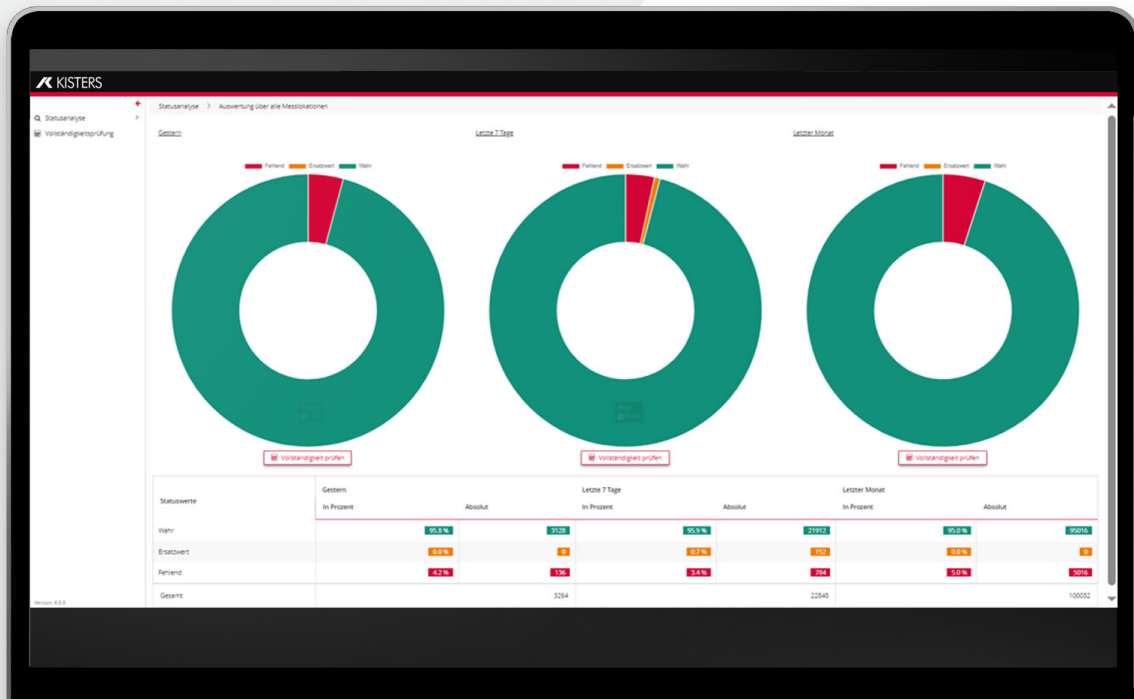 KISTERS
Statusanalyse
Vollständigkeitsprüfung
Statusanalyse > Auswertung über alle Messlokationen
Gestern
Letzte 7 Tage
Letzter Monat
Fehlend Ersatzwert Wahr
Fehlend Ersatzwert Wahr
Fehlend Ersatzwert Wahr
Vollständigkeit prüfen
Vollständigkeit prüfen
Vollständigkeit prüfen
Statuswerte Gestern Letzte 7 Tage Letzter Monat
In Prozent Absolut In Prozent Absolut In Prozent Absolut
Wahr 95.8 % 3128 95.9 % 21912 95.0 % 95016
Ersatzwert 0.0 % 0 0.7 % 152 0.0 % 0
Fehlend 4.2 % 136 3.4 % 784 5.0 % 5016
Gesamt 3264 22848 100032
Version: 6.0.0